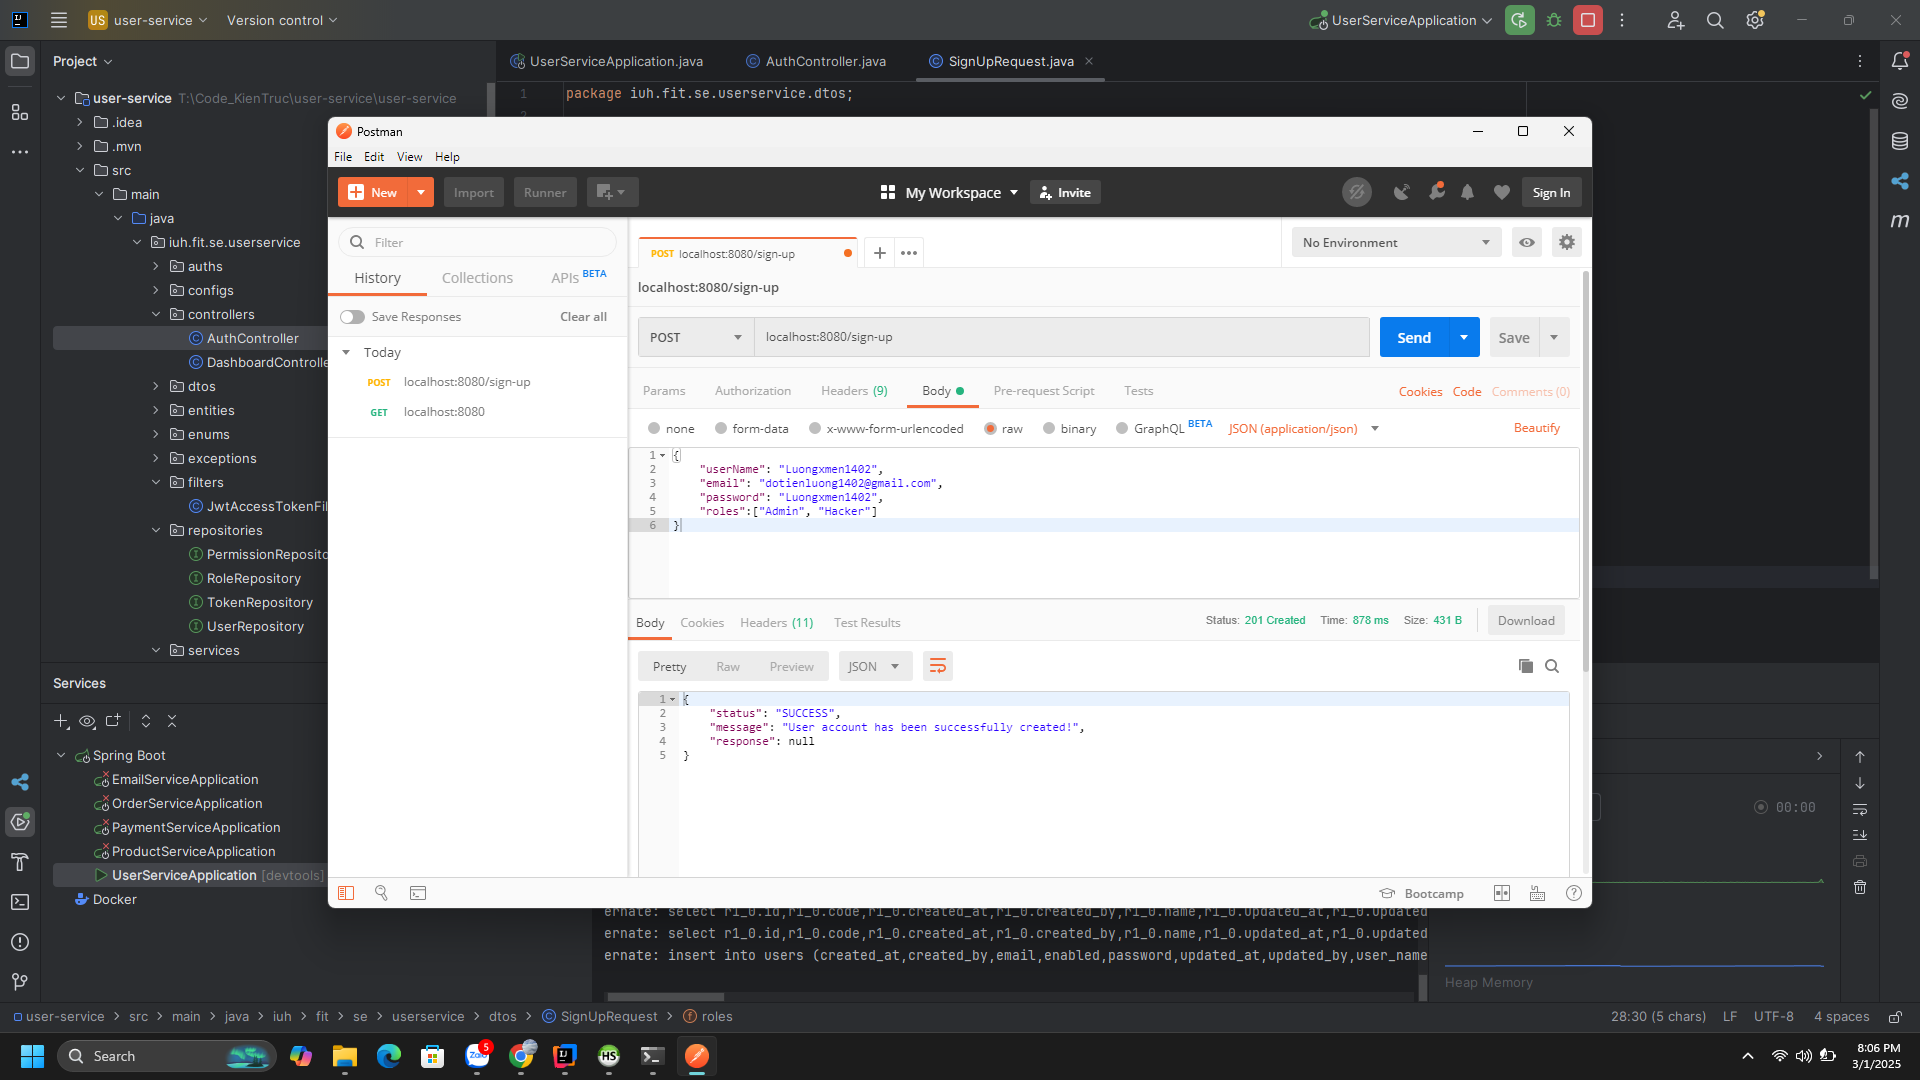 US user-service Version control
UserServiceApplication
Project
UserServiceApplication.java AuthController.java SignUpRequest.java
user-service T:\Code_KienTruc\user-service\user-service
.idea
.mvn
src
main
java
iuh.fit.se.userservice
auths
configs
controllers
AuthController
DashboardControlle
dtos
entities
enums
exceptions
filters
JwtAccessTokenFil
repositories
PermissionReposito
RoleRepository
TokenRepository
UserRepository
services
1 package iuh.fit.se.userservice.dtos;
2
Postman
File Edit View Help
New Import Runner
My Workspace Invite
Sign In
Filter
History Collections APIs BETA
Save Responses Clear all
Today
POST localhost:8080/sign-up
GET localhost:8080
POST localhost:8080/sign-up
No Environment
localhost:8080/sign-up
POST localhost:8080/sign-up Send Save
Params Authorization Headers (9) Body Pre-request Script Tests Cookies Code Comments (0)
none form-data x-www-form-urlencoded raw binary GraphQL BETA JSON (application/json) Beautify
1 {
2 "userName": "Luongxmen1402",
3 "email": "dotienluong1402@gmail.com",
4 "password": "Luongxmen1402",
5 "roles":["Admin", "Hacker"]
6 }
Body Cookies Headers (11) Test Results Status: 201 Created Time: 878 ms Size: 431 B Download
Pretty Raw Preview JSON
1 {
2 "status": "SUCCESS",
3 "message": "User account has been successfully created!",
4 "response": null
5 }
Bootcamp
Services
Spring Boot
EmailServiceApplication
OrderServiceApplication
PaymentServiceApplication
ProductServiceApplication
UserServiceApplication [devtools]
Docker
00:00
ernate: select r1_0.id,r1_0.code,r1_0.created_at,r1_0.created_by,r1_0.name,r1_0.updated_at,r1_0.updated
ernate: select r1_0.id,r1_0.code,r1_0.created_at,r1_0.created_by,r1_0.name,r1_0.updated_at,r1_0.updated
ernate: insert into users (created_at,created_by,email,enabled,password,updated_at,updated_by,user_name
Heap Memory
user-service src main java iuh fit se userservice dtos SignUpRequest roles
28:30 (5 chars) LF UTF-8 4 spaces
Search
Zalo 5
HS
8:06 PM
3/1/2025